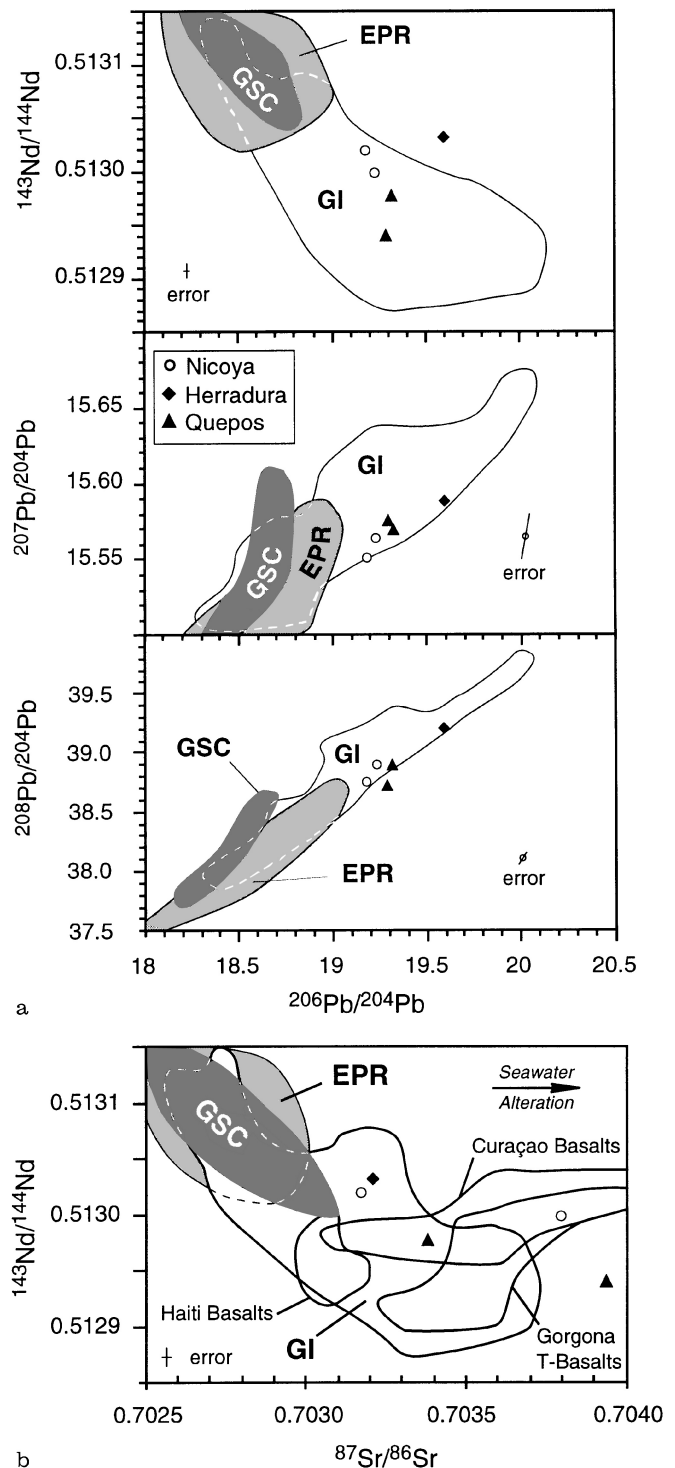 143Nd/144Nd
0.5131
0.5130
0.5129
EPR
GSC
GI
error
207Pb/204Pb
15.65
15.60
15.55
Nicoya
Herradura
Quepos
GI
GSC
EPR
error
208Pb/204Pb
39.5
39.0
38.5
38.0
37.5
GSC
GI
EPR
error
18 18.5 19 19.5 20 20.5
206Pb/204Pb
a
143Nd/144Nd
0.5131
0.5130
0.5129
EPR
GSC
Seawater
Alteration
Curaçao Basalts
Haiti Basalts
GI
Gorgona
T-Basalts
error
0.7025 0.7030 0.7035 0.7040
87Sr/86Sr
b